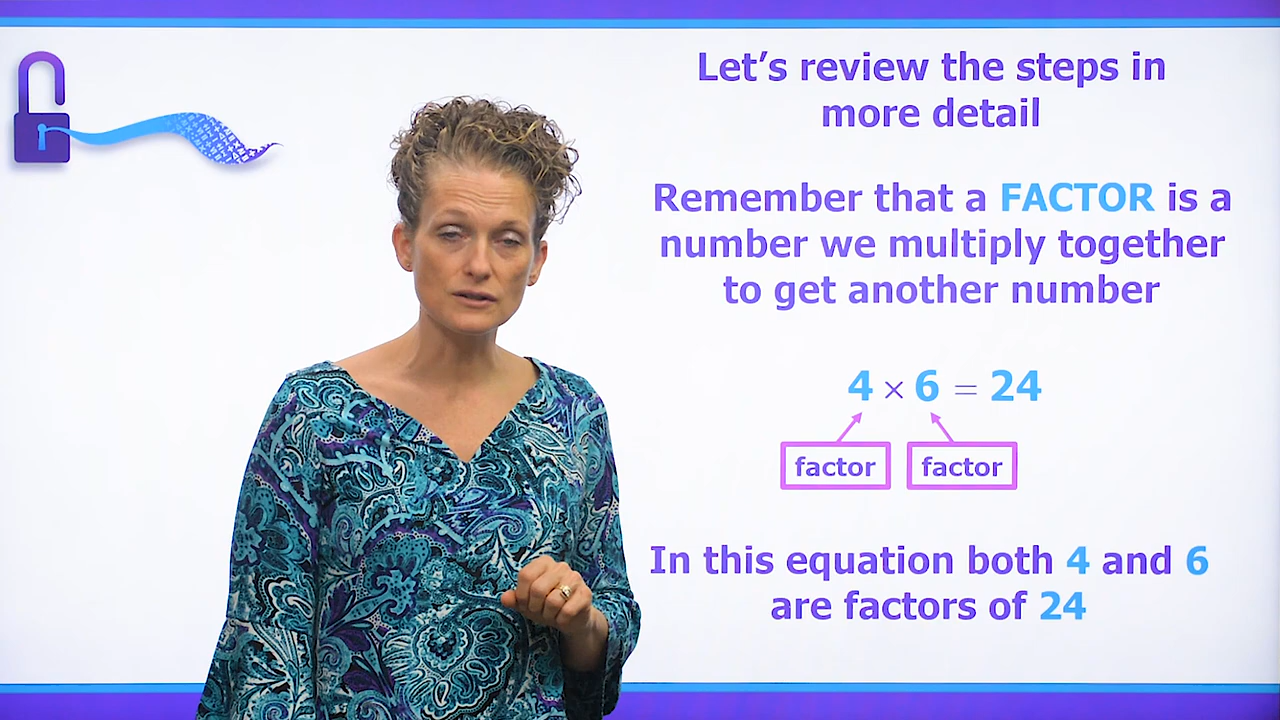 Let's review the steps in
more detail
Remember that a FACTOR is a
number we multiply together
to get another number
4 × 6 = 24
factor factor
In this equation both 4 and 6
are factors of 24